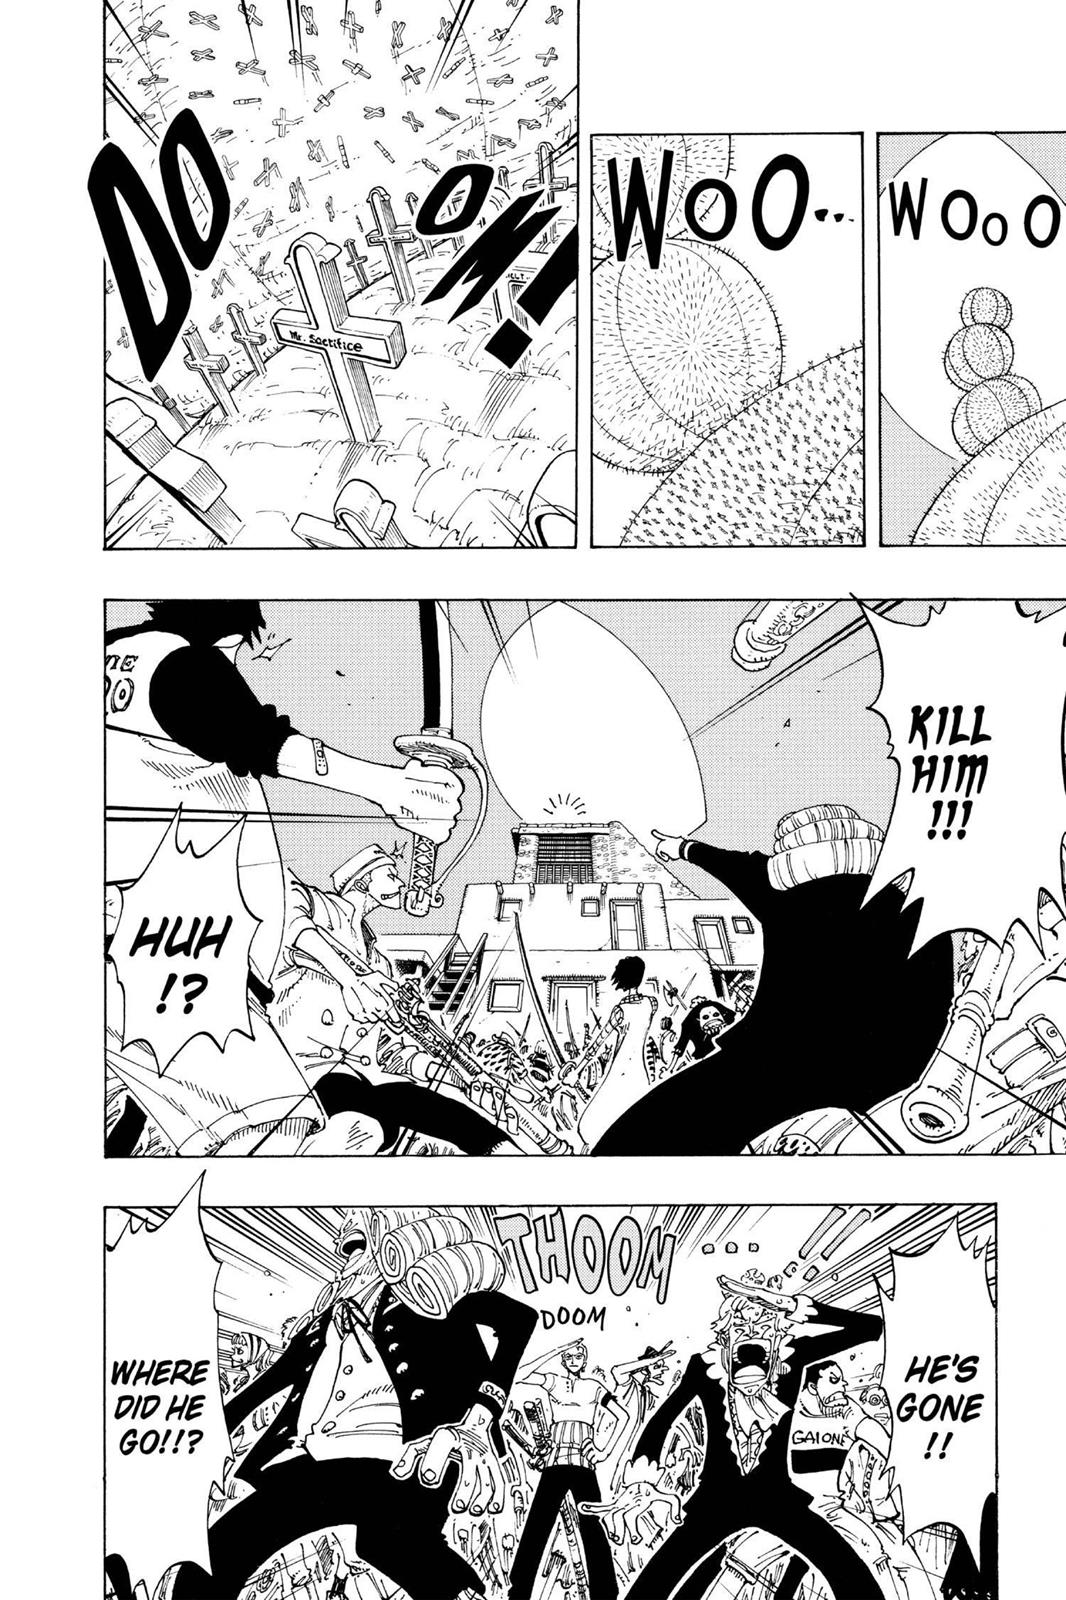 WOOO
WOO...
DOOM!
Mr. Sacrifice
KILL
HIM
!!!
HUH
!?
THOOM
DOOM
...!!
HE'S
GONE
!!
GAIONE
WHERE
DID HE
GO!!?